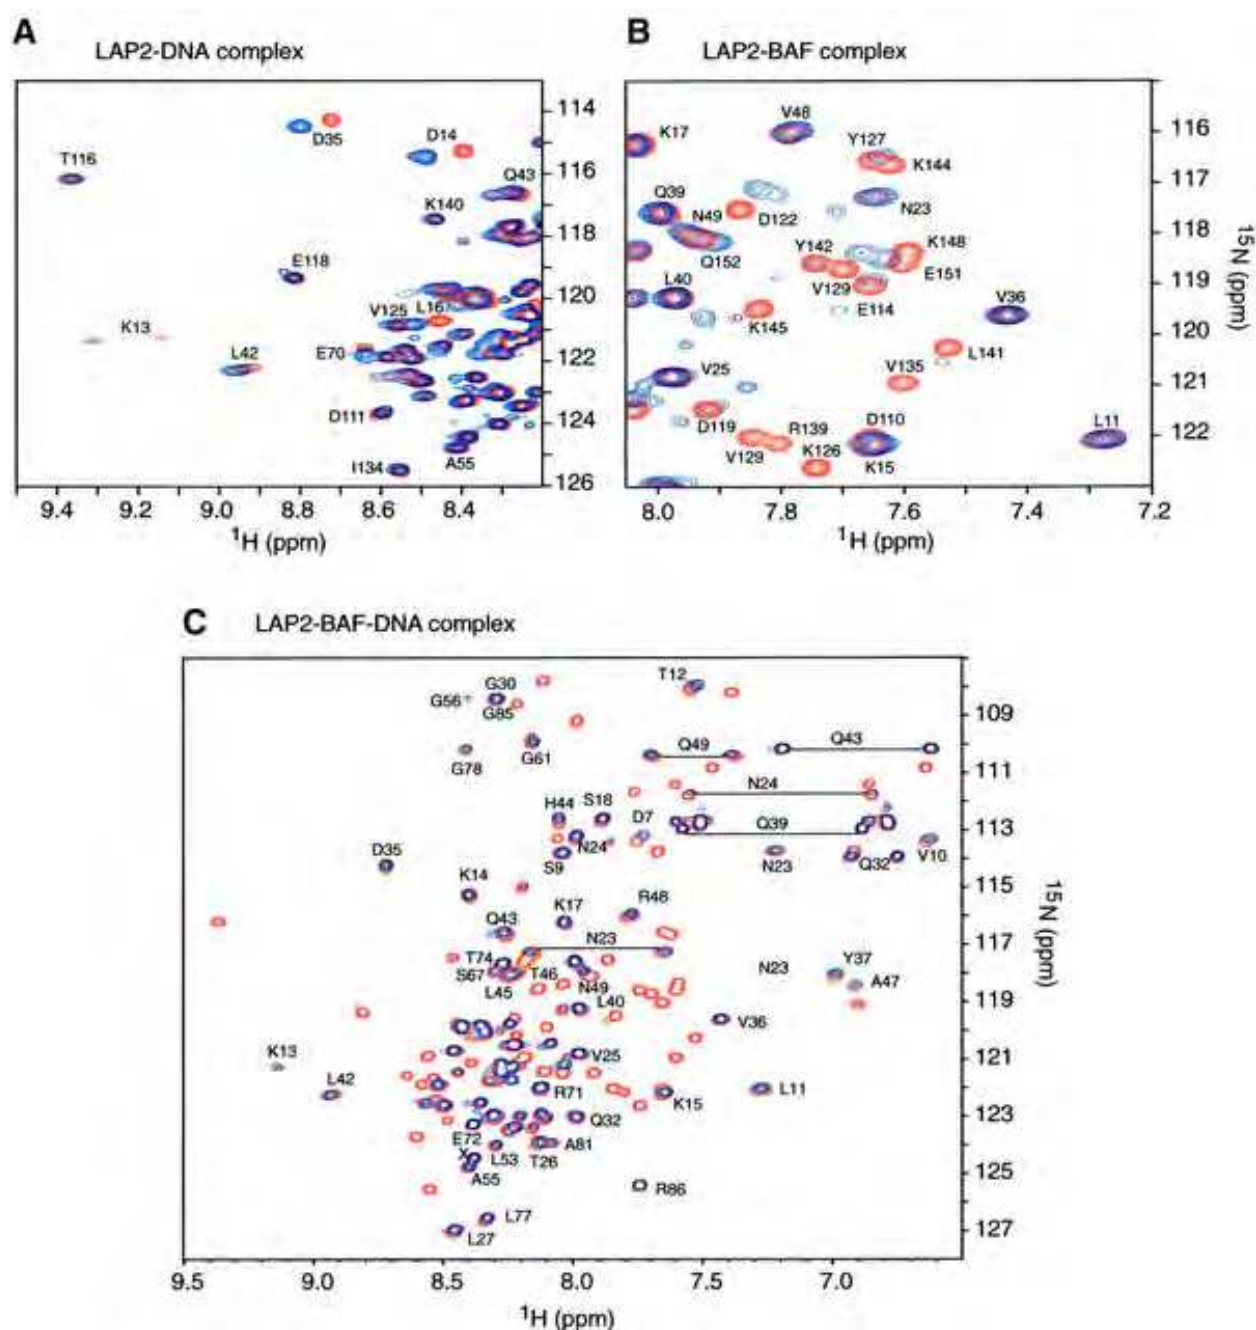 A
LAP2-DNA complex
T116
D35
D14
Q43
K140
E118
V125
L16
K13
L42
E70
D111
I134
A55
114
116
118
120
122
124
126
9.4
9.2
9.0
8.8
8.6
8.4
1H (ppm)
B
LAP2-BAF complex
K17
V48
Y127
K144
Q39
N49
D122
N23
Q152
Y142
K148
E151
L40
V129
E114
V36
K145
L141
V135
V25
D119
R139
D110
L11
V129
K126
K15
116
117
118
119
120
121
122
15N (ppm)
8.0
7.8
7.6
7.4
7.2
1H (ppm)
C
LAP2-BAF-DNA complex
T12
G30
G56
G85
Q49
Q43
G61
G78
N24
H44
S18
D7
Q39
N24
D35
S9
N23
Q32
V10
K14
K17
R48
Q43
N23
T74
S67
T46
N23
Y37
L45
N49
A47
L40
V36
K13
V25
L42
R71
K15
L11
Q32
E72
A81
X
L53
T26
A55
R86
L77
L27
109
111
113
115
117
119
121
123
125
127
15N (ppm)
9.5
9.0
8.5
8.0
7.5
7.0
1H (ppm)